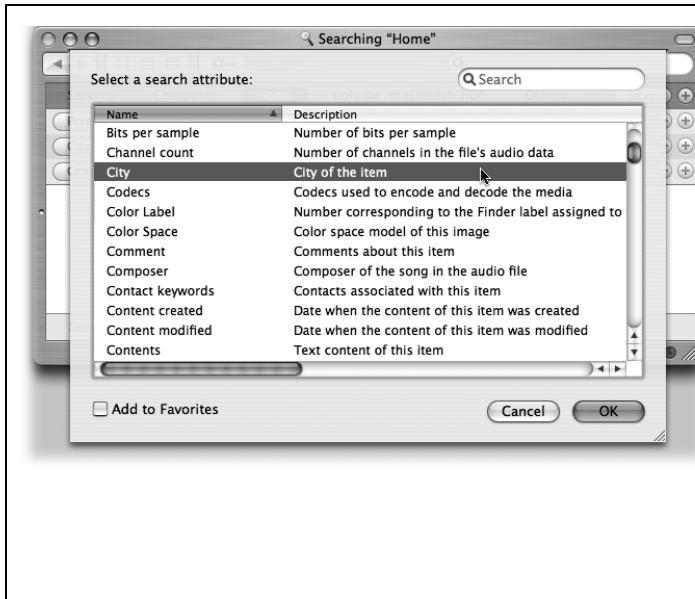 Searching “Home”
Select a search attribute:
Search
Name Description
Bits per sample Number of bits per sample
Channel count Number of channels in the file's audio data
City City of the item
Codecs Codecs used to encode and decode the media
Color Label Number corresponding to the Finder label assigned to
Color Space Color space model of this image
Comment Comments about this item
Composer Composer of the song in the audio file
Contact keywords Contacts associated with this item
Content created Date when the content of this item was created
Content modified Date when the content of this item was modified
Contents Text content of this item
Add to Favorites
Cancel OK